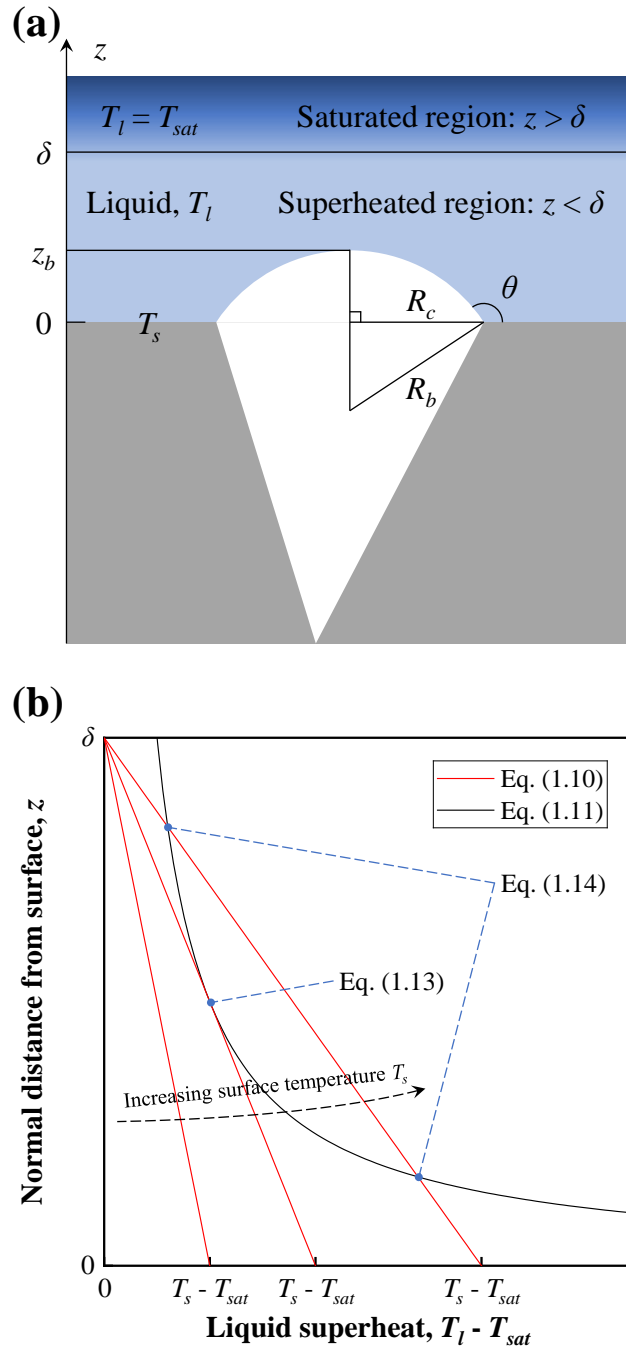 (a)
z
T_l = T_sat Saturated region: z > δ
δ
Liquid, T_l Superheated region: z < δ
z_b
θ
R_c
0 T_s
R_b
(b)
δ
Eq. (1.10)
Eq. (1.11)
Eq. (1.14)
Eq. (1.13)
Increasing surface temperature T_s
Normal distance from surface, z
0
0 T_s - T_sat T_s - T_sat T_s - T_sat
Liquid superheat, T_l - T_sat